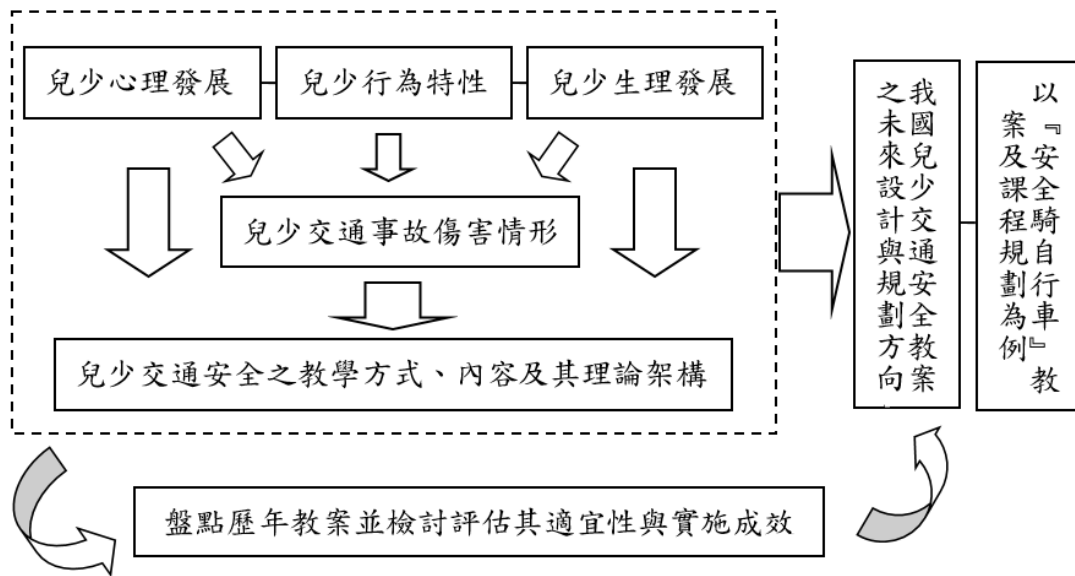 兒少心理發展
兒少行為特性
兒少生理發展
兒少交通事故傷害情形
兒少交通安全之教學方式、內容及其理論架構
我國兒少交通安全教案
之未來設計與規劃方向
以『安全騎自行車』教
案及課程規劃為例
盤點歷年教案並檢討評估其適宜性與實施成效